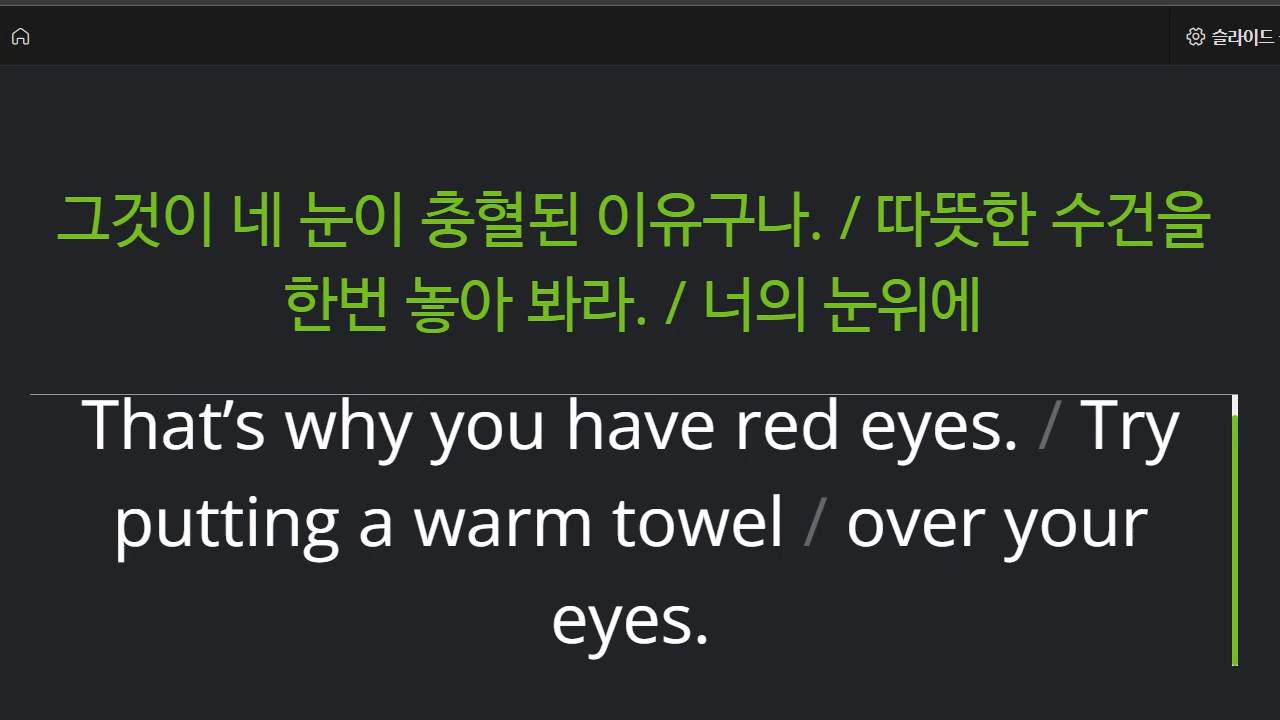 슬라이드
그것이 네 눈이 충혈된 이유구나. / 따뜻한 수건을
한번 놓아 봐라. / 너의 눈위에
That’s why you have red eyes. / Try
putting a warm towel / over your
eyes.